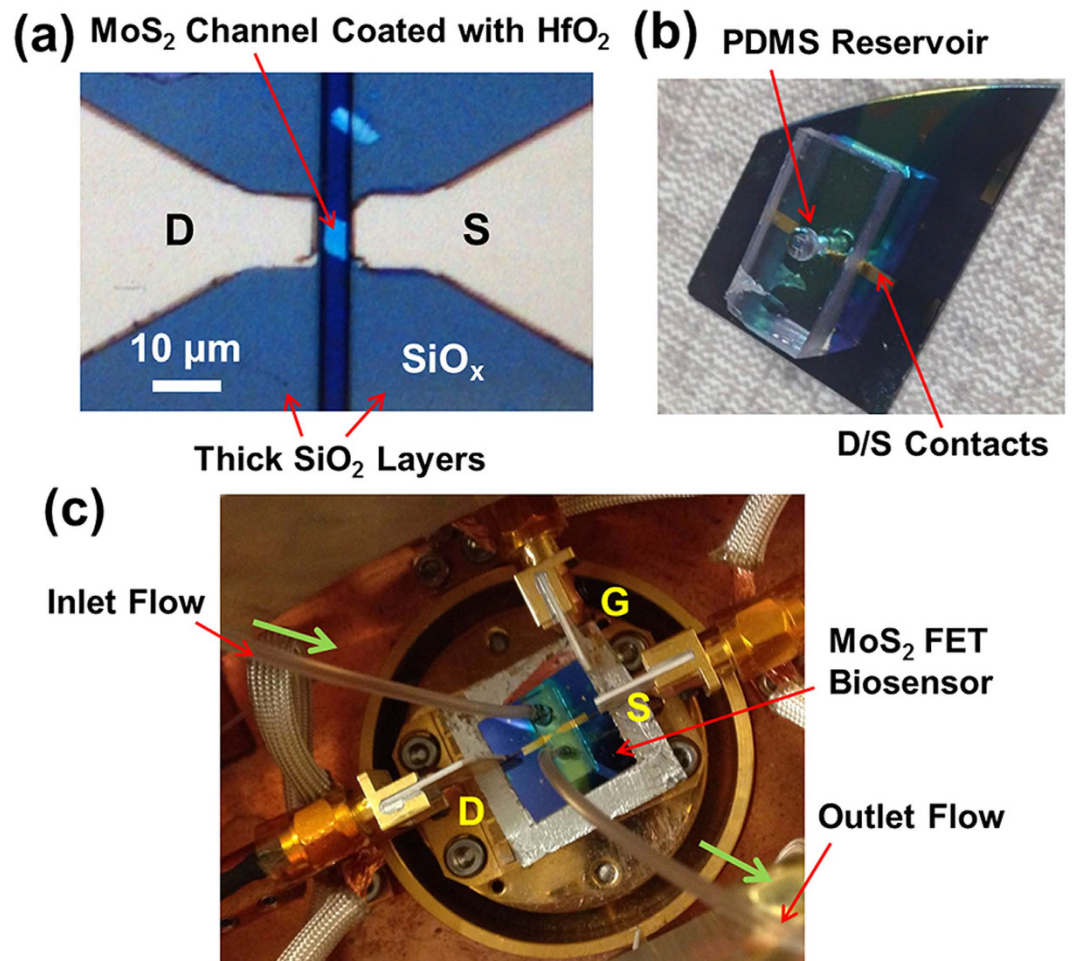 (a)
MoS₂ Channel Coated with HfO₂
D
S
10 μm
SiOₓ
Thick SiO₂ Layers
(b)
PDMS Reservoir
D/S Contacts
(c)
Inlet Flow
G
S
D
MoS₂ FET
Biosensor
Outlet Flow